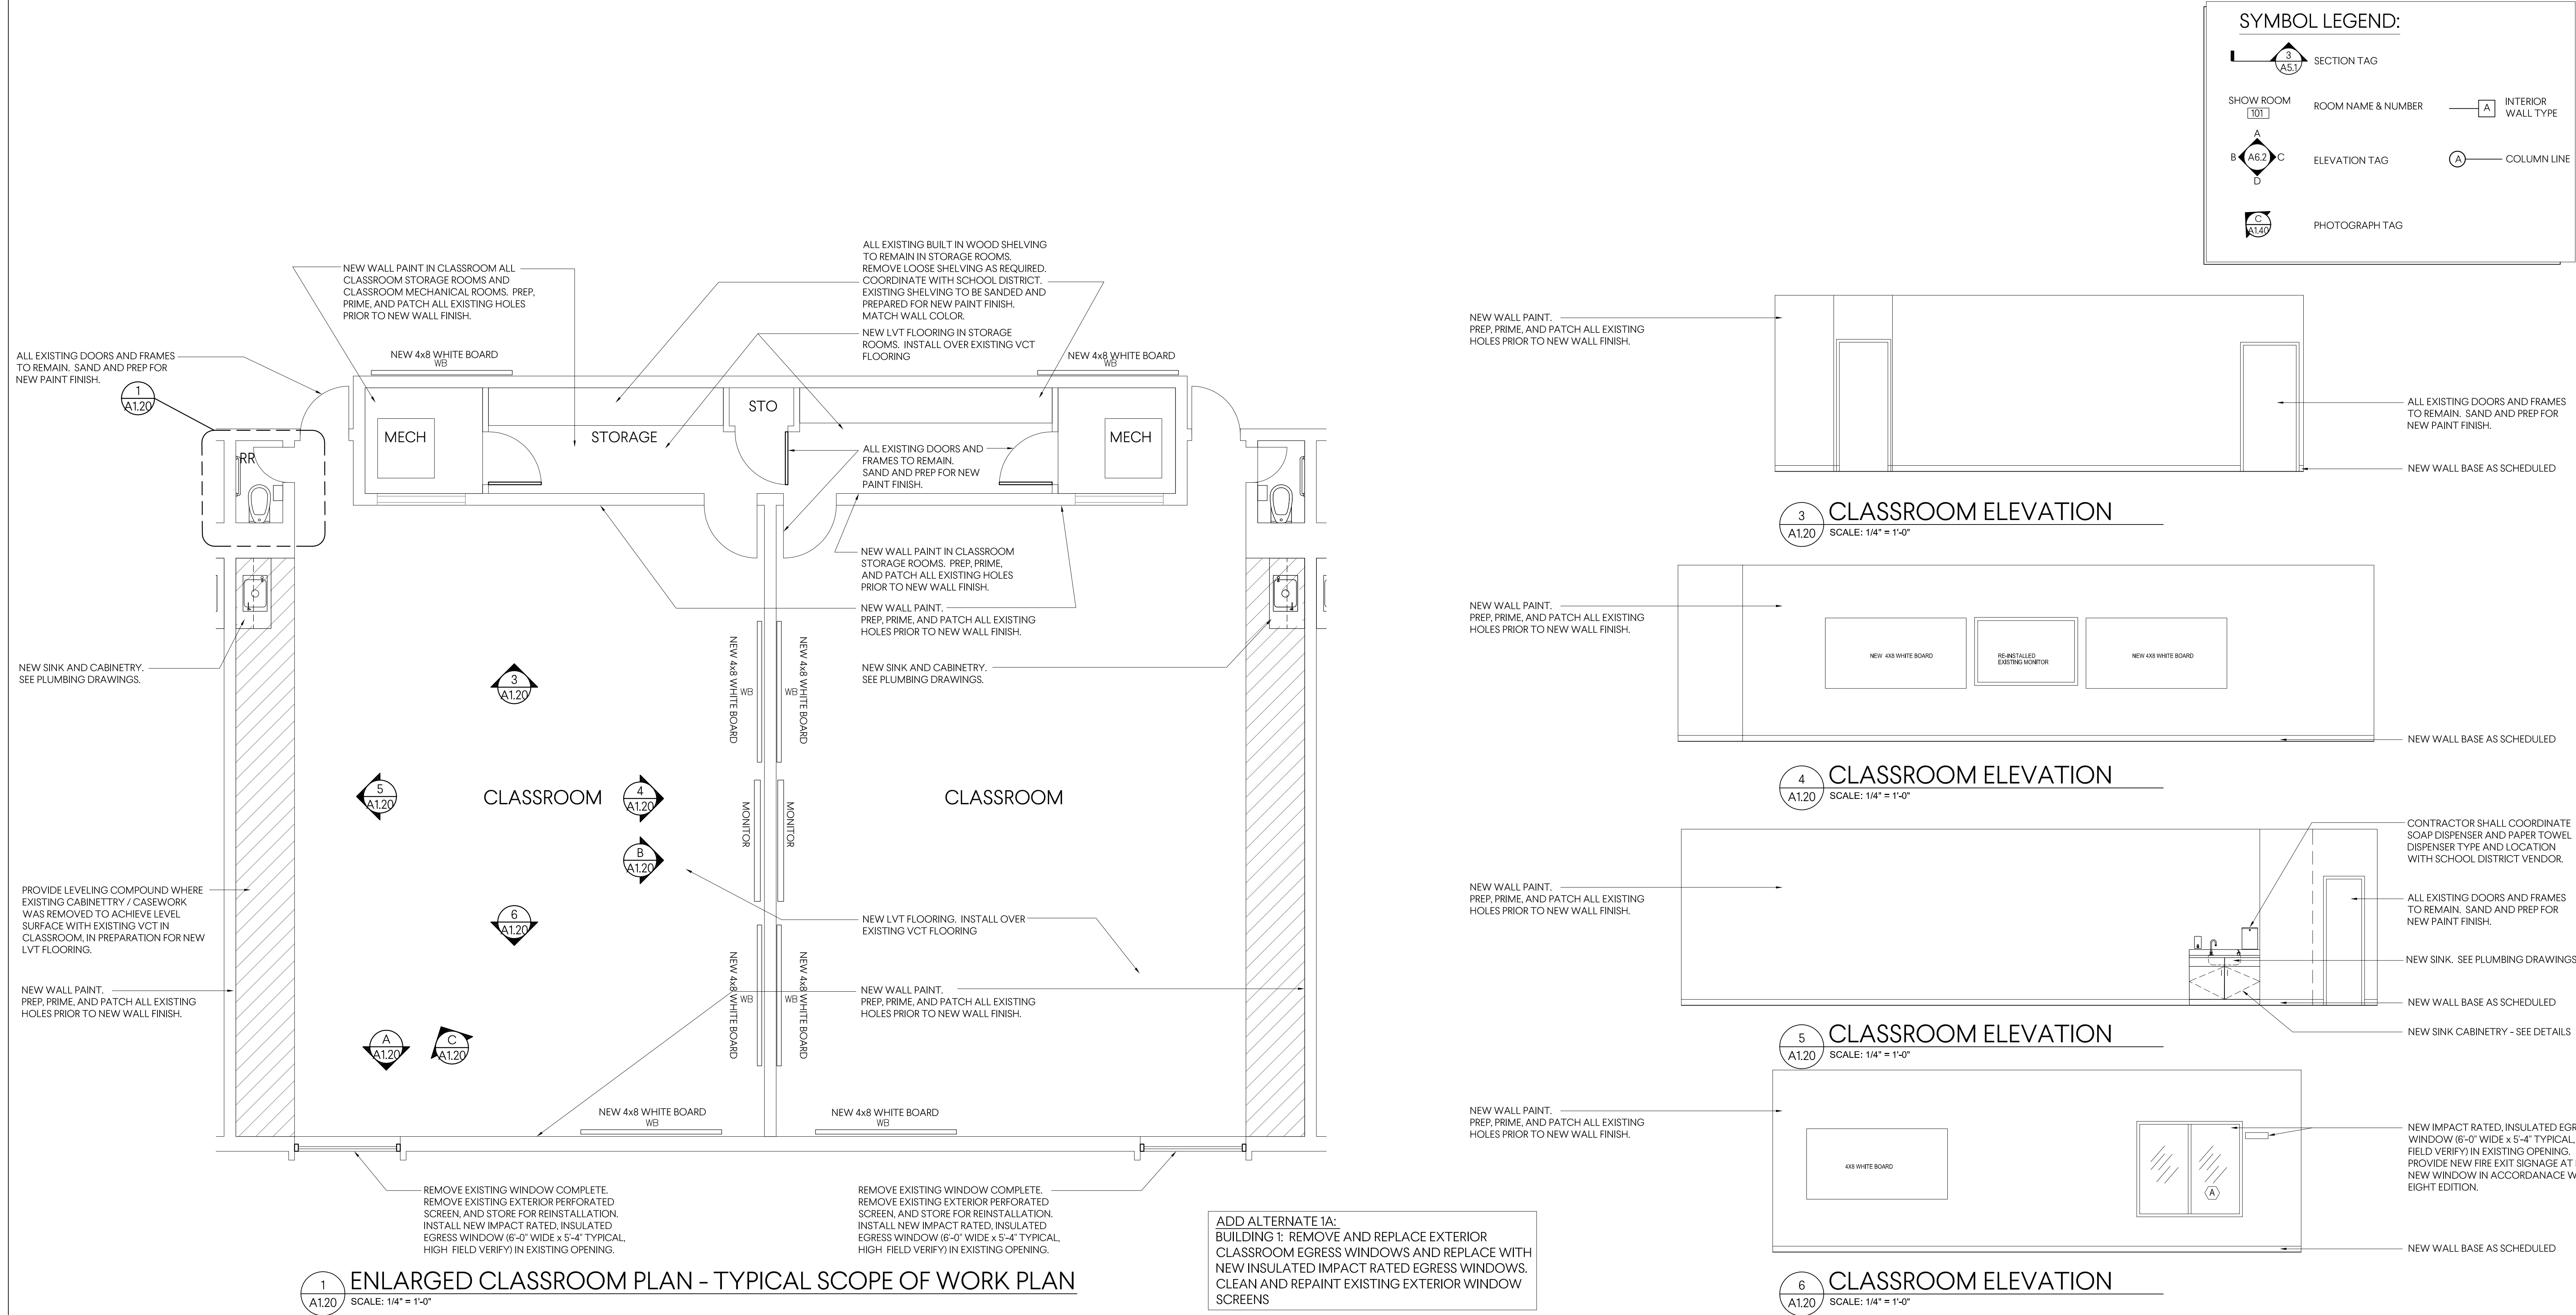 SYMBOL LEGEND:
3
A5.1
SECTION TAG
SHOW ROOM
101
ROOM NAME & NUMBER
A
INTERIOR
WALL TYPE
A
B
A6.2
C
D
ELEVATION TAG
A
COLUMN LINE
C
A1.40
PHOTOGRAPH TAG
NEW WALL PAINT IN CLASSROOM ALL
CLASSROOM STORAGE ROOMS AND
CLASSROOM MECHANICAL ROOMS. PREP,
PRIME, AND PATCH ALL EXISTING HOLES
PRIOR TO NEW WALL FINISH.
ALL EXISTING BUILT IN WOOD SHELVING
TO REMAIN IN STORAGE ROOMS.
REMOVE LOOSE SHELVING AS REQUIRED.
COORDINATE WITH SCHOOL DISTRICT.
EXISTING SHELVING TO BE SANDED AND
PREPARED FOR NEW PAINT FINISH.
MATCH WALL COLOR.
NEW LVT FLOORING IN STORAGE
ROOMS. INSTALL OVER EXISTING VCT
FLOORING
ALL EXISTING DOORS AND FRAMES
TO REMAIN. SAND AND PREP FOR
NEW PAINT FINISH.
1
A1.20
NEW 4x8 WHITE BOARD
WB
NEW 4x8 WHITE BOARD
WB
RR
MECH
STORAGE
STO
MECH
ALL EXISTING DOORS AND
FRAMES TO REMAIN.
SAND AND PREP FOR NEW
PAINT FINISH.
NEW WALL PAINT IN CLASSROOM
STORAGE ROOMS. PREP, PRIME,
AND PATCH ALL EXISTING HOLES
PRIOR TO NEW WALL FINISH.
NEW WALL PAINT.
PREP, PRIME, AND PATCH ALL EXISTING
HOLES PRIOR TO NEW WALL FINISH.
NEW SINK AND CABINETRY.
SEE PLUMBING DRAWINGS.
NEW SINK AND CABINETRY.
SEE PLUMBING DRAWINGS.
NEW 4x8 WHITE BOARD
WB
WB
NEW 4x8 WHITE BOARD
3
A1.20
5
A1.20
CLASSROOM
4
A1.20
MONITOR
MONITOR
CLASSROOM
B
A1.20
6
A1.20
PROVIDE LEVELING COMPOUND WHERE
EXISTING CABINETTRY / CASEWORK
WAS REMOVED TO ACHIEVE LEVEL
SURFACE WITH EXISTING VCT IN
CLASSROOM, IN PREPARATION FOR NEW
LVT FLOORING.
NEW LVT FLOORING. INSTALL OVER
EXISTING VCT FLOORING
NEW WALL PAINT.
PREP, PRIME, AND PATCH ALL EXISTING
HOLES PRIOR TO NEW WALL FINISH.
NEW 4x8 WHITE BOARD
WB
WB
NEW 4x8 WHITE BOARD
NEW WALL PAINT.
PREP, PRIME, AND PATCH ALL EXISTING
HOLES PRIOR TO NEW WALL FINISH.
A
A1.20
C
A1.20
NEW 4x8 WHITE BOARD
WB
NEW 4x8 WHITE BOARD
WB
REMOVE EXISTING WINDOW COMPLETE.
REMOVE EXISTING EXTERIOR PERFORATED
SCREEN, AND STORE FOR REINSTALLATION.
INSTALL NEW IMPACT RATED, INSULATED
EGRESS WINDOW (6'-0" WIDE x 5'-4" TYPICAL,
HIGH FIELD VERIFY) IN EXISTING OPENING.
REMOVE EXISTING WINDOW COMPLETE.
REMOVE EXISTING EXTERIOR PERFORATED
SCREEN, AND STORE FOR REINSTALLATION.
INSTALL NEW IMPACT RATED, INSULATED
EGRESS WINDOW (6'-0" WIDE x 5'-4" TYPICAL,
HIGH FIELD VERIFY) IN EXISTING OPENING.
1
A1.20
ENLARGED CLASSROOM PLAN - TYPICAL SCOPE OF WORK PLAN
SCALE: 1/4" = 1'-0"
ADD ALTERNATE 1A:
BUILDING 1: REMOVE AND REPLACE EXTERIOR
CLASSROOM EGRESS WINDOWS AND REPLACE WITH
NEW INSULATED IMPACT RATED EGRESS WINDOWS.
CLEAN AND REPAINT EXISTING EXTERIOR WINDOW
SCREENS
NEW WALL PAINT.
PREP, PRIME, AND PATCH ALL EXISTING
HOLES PRIOR TO NEW WALL FINISH.
ALL EXISTING DOORS AND FRAMES
TO REMAIN. SAND AND PREP FOR
NEW PAINT FINISH.
NEW WALL BASE AS SCHEDULED
3
A1.20
CLASSROOM ELEVATION
SCALE: 1/4" = 1'-0"
NEW WALL PAINT.
PREP, PRIME, AND PATCH ALL EXISTING
HOLES PRIOR TO NEW WALL FINISH.
NEW 4X8 WHITE BOARD
RE-INSTALLED
EXISTING MONITOR
NEW 4X8 WHITE BOARD
NEW WALL BASE AS SCHEDULED
4
A1.20
CLASSROOM ELEVATION
SCALE: 1/4" = 1'-0"
CONTRACTOR SHALL COORDINATE
SOAP DISPENSER AND PAPER TOWEL
DISPENSER TYPE AND LOCATION
WITH SCHOOL DISTRICT VENDOR.
NEW WALL PAINT.
PREP, PRIME, AND PATCH ALL EXISTING
HOLES PRIOR TO NEW WALL FINISH.
ALL EXISTING DOORS AND FRAMES
TO REMAIN. SAND AND PREP FOR
NEW PAINT FINISH.
NEW SINK. SEE PLUMBING DRAWINGS
NEW WALL BASE AS SCHEDULED
NEW SINK CABINETRY - SEE DETAILS
5
A1.20
CLASSROOM ELEVATION
SCALE: 1/4" = 1'-0"
NEW WALL PAINT.
PREP, PRIME, AND PATCH ALL EXISTING
HOLES PRIOR TO NEW WALL FINISH.
4X8 WHITE BOARD
A
NEW IMPACT RATED, INSULATED
WINDOW (6'-0" WIDE x 5'-4" TYPICAL,
FIELD VERIFY) IN EXISTING OPENING.
PROVIDE NEW FIRE EXIT SIGNAGE AT
NEW WINDOW IN ACCORDANACE
EIGHT EDITION.
NEW WALL BASE AS SCHEDULED
6
A1.20
CLASSROOM ELEVATION
SCALE: 1/4" = 1'-0"